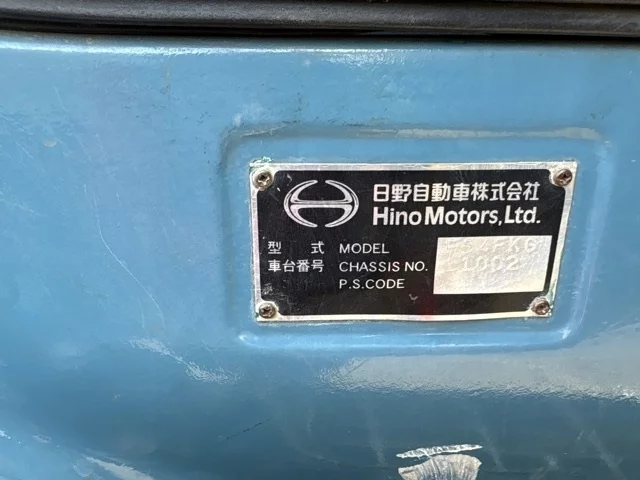 日野自動車株式会社
Hino Motors, Ltd.
型 式 MODEL
車台番号 CHASSIS NO.
P.S.CODE